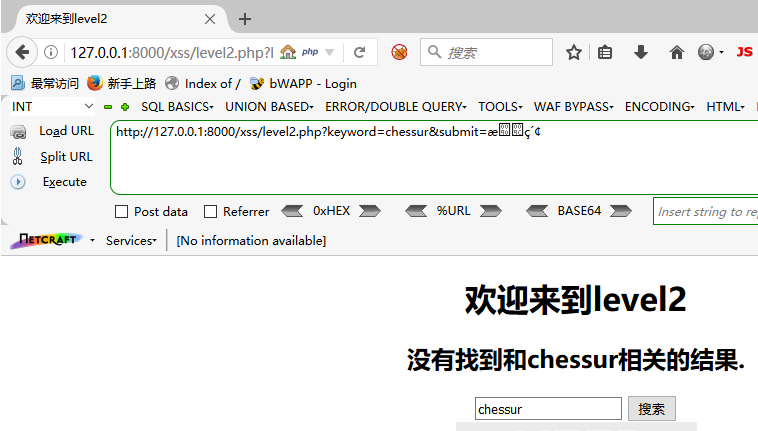 欢迎来到level2
127.0.0.1:8000/xss/level2.php?l
php
搜索
JS
最常访问 新手上路 Index of / bWAPP - Login
INT SQL BASICS UNION BASED ERROR/DOUBLE QUERY TOOLS WAF BYPASS ENCODING HTML
Load URL
Split URL
Execute
http://127.0.0.1:8000/xss/level2.php?keyword=chessur&submit=æç´¢
Post data Referrer 0xHEX %URL BASE64 Insert string to rep
NETCRAFT Services [No information available]
欢迎来到level2
没有找到和chessur相关的结果.
chessur 搜索